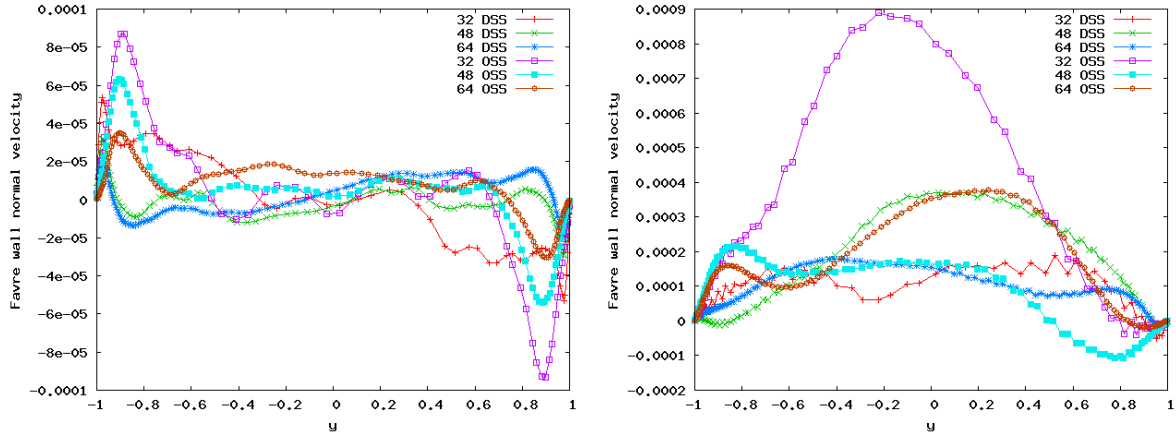 0.0001
8e-05
6e-05
4e-05
2e-05
0
-2e-05
-4e-05
-6e-05
-8e-05
-0.0001
Favre wall normal velocity
-1 -0.8 -0.6 -0.4 -0.2 0 0.2 0.4 0.6 0.8 1
y
32 DSS
48 DSS
64 DSS
32 OSS
48 OSS
64 OSS
0.0009
0.0008
0.0007
0.0006
0.0005
0.0004
0.0003
0.0002
0.0001
0
-0.0001
-0.0002
Favre wall normal velocity
-1 -0.8 -0.6 -0.4 -0.2 0 0.2 0.4 0.6 0.8 1
y
32 DSS
48 DSS
64 DSS
32 OSS
48 OSS
64 OSS